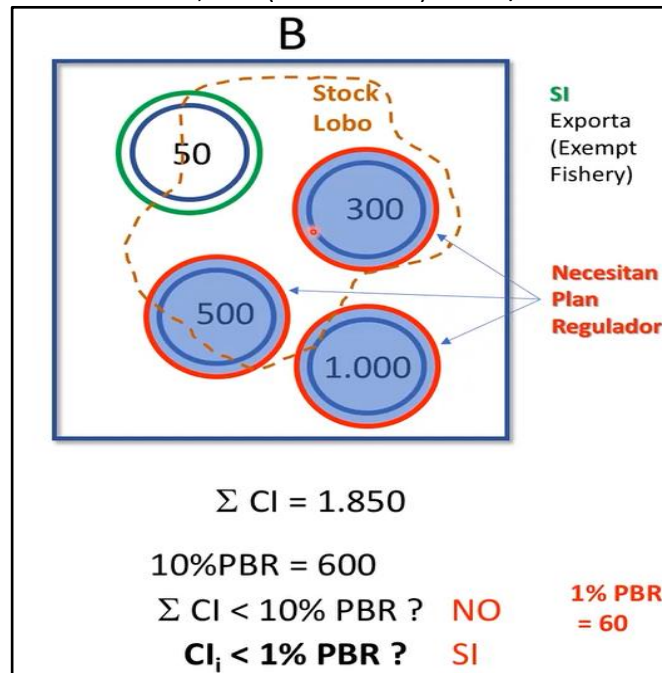 B
Stock
Lobo
SI
Exporta
(Exempt
Fishery)
50
300
Necesitan
Plan
Regulador
500
1.000
Σ CI = 1.850
10%PBR = 600
Σ CI < 10% PBR ? NO
1% PBR
= 60
CIi < 1% PBR ? SI